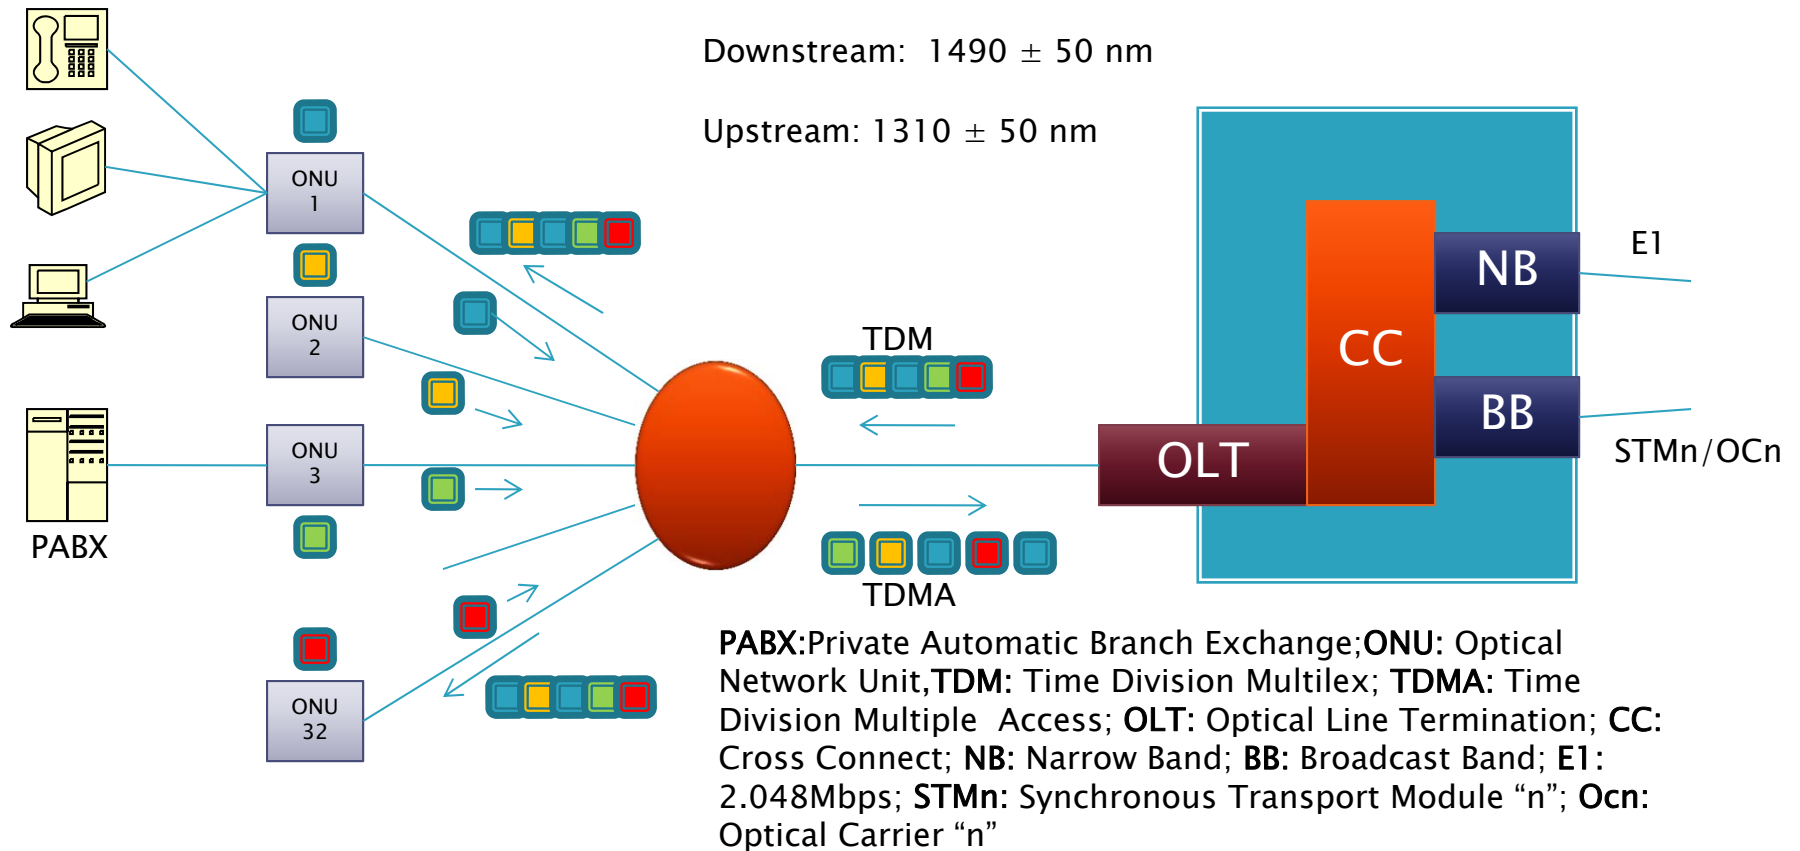 Downstream:  1490 ± 50 nm
Upstream: 1310 ± 50 nm
ONU
1
ONU
2
ONU
3
ONU
32
PABX
TDM
TDMA
OLT
CC
NB
BB
E1
STMn/OCn
PABX:Private Automatic Branch Exchange;ONU: Optical
Network Unit,TDM: Time Division Multilex; TDMA: Time
Division Multiple  Access; OLT: Optical Line Termination; CC:
Cross Connect; NB: Narrow Band; BB: Broadcast Band; E1:
2.048Mbps; STMn: Synchronous Transport Module “n”; Ocn:
Optical Carrier “n”